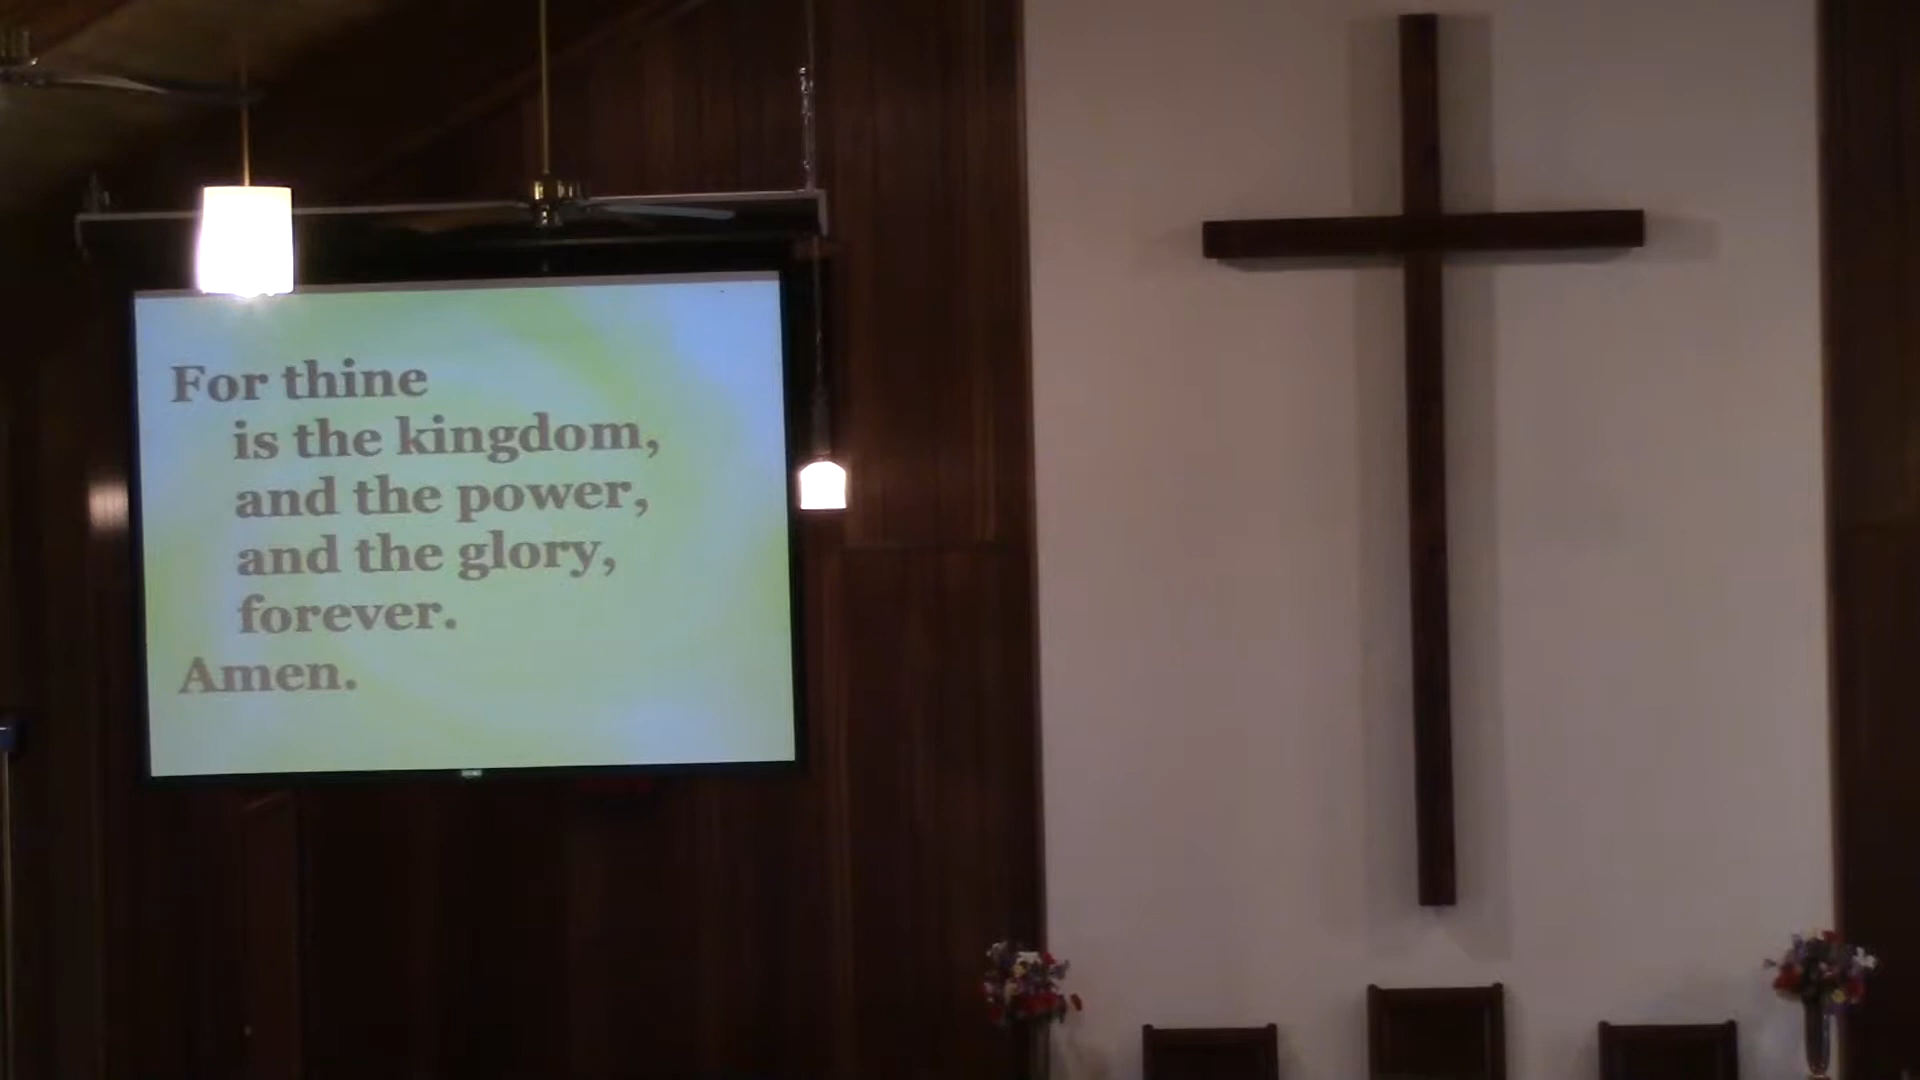 For thine
is the kingdom,
and the power,
and the glory,
forever.
Amen.